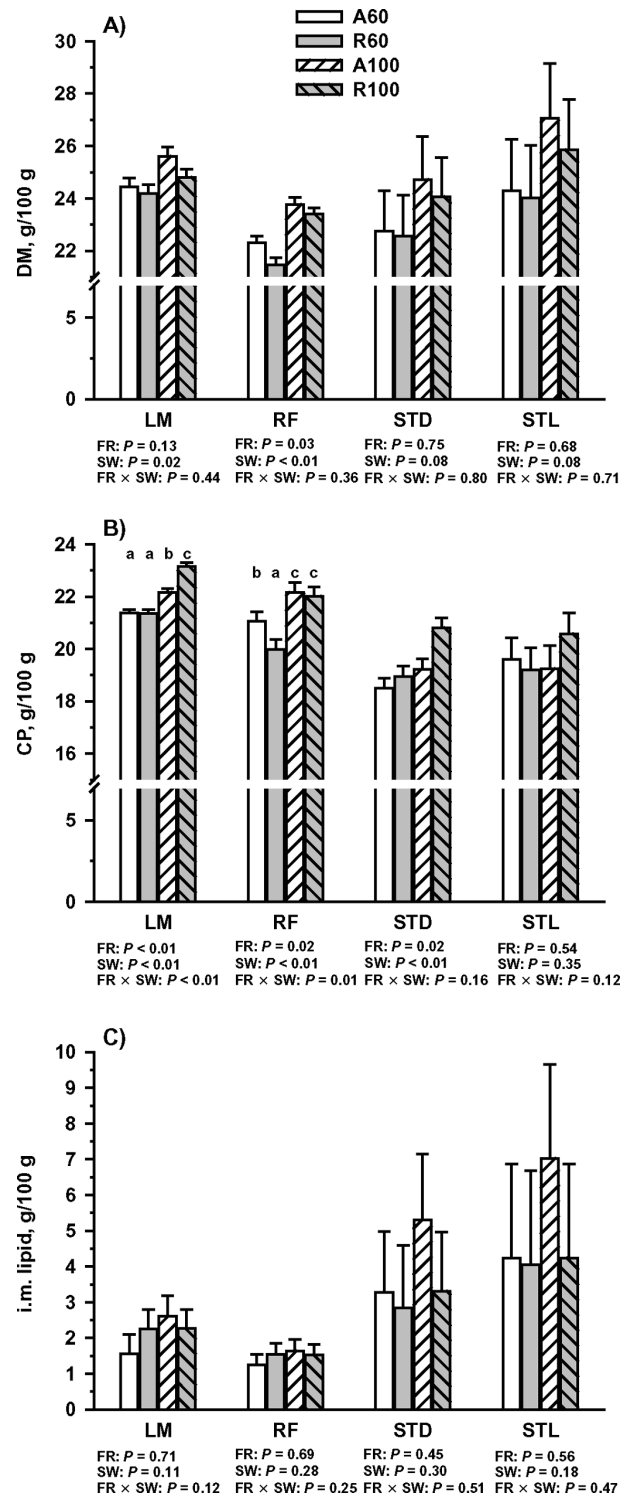 A)
A60
R60
A100
R100
30
28
26
24
22
5
0
DM, g/100 g
LM RF STD STL
FR: P = 0.13 FR: P = 0.03 FR: P = 0.75 FR: P = 0.68
SW: P = 0.02 SW: P < 0.01 SW: P = 0.08 SW: P = 0.08
FR × SW: P = 0.44 FR × SW: P = 0.36 FR × SW: P = 0.80 FR × SW: P = 0.71
B)
24
22
20
18
16
5
0
CP, g/100 g
a a b c b a c c
LM RF STD STL
FR: P < 0.01 FR: P = 0.02 FR: P = 0.02 FR: P = 0.54
SW: P < 0.01 SW: P < 0.01 SW: P < 0.01 SW: P = 0.35
FR × SW: P < 0.01 FR × SW: P = 0.01 FR × SW: P = 0.16 FR × SW: P = 0.12
C)
10
9
8
7
6
5
4
3
2
1
0
i.m. lipid, g/100 g
LM RF STD STL
FR: P = 0.71 FR: P = 0.69 FR: P = 0.45 FR: P = 0.56
SW: P = 0.11 SW: P = 0.28 SW: P = 0.30 SW: P = 0.18
FR × SW: P = 0.12 FR × SW: P = 0.25 FR × SW: P = 0.51 FR × SW: P = 0.47